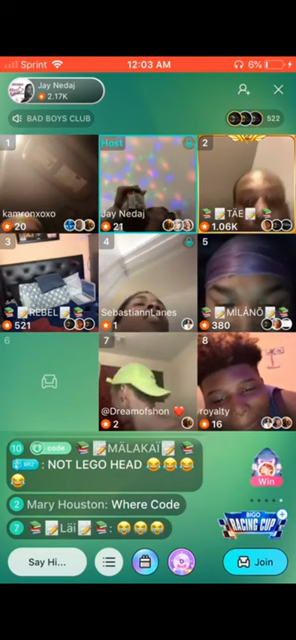 Sprint 12:03 AM 6%
Jay Nedaj
2.17K
BAD BOYS CLUB 522
1
Host
2
kamronxoxo
20
Jay Nedaj
21
TÄE
1.06K
3
4
5
REBEL
521
SebastiannLanes
1
MILÄNÖ
380
6
7
8
@Dreamofshon
2
royalty
16
10 code MÄLAKAÏ
: NOT LEGO HEAD
2 Mary Houston: Where Code
7 Läi :
Win
BIGO
RACING CUP
Say Hi...
Join